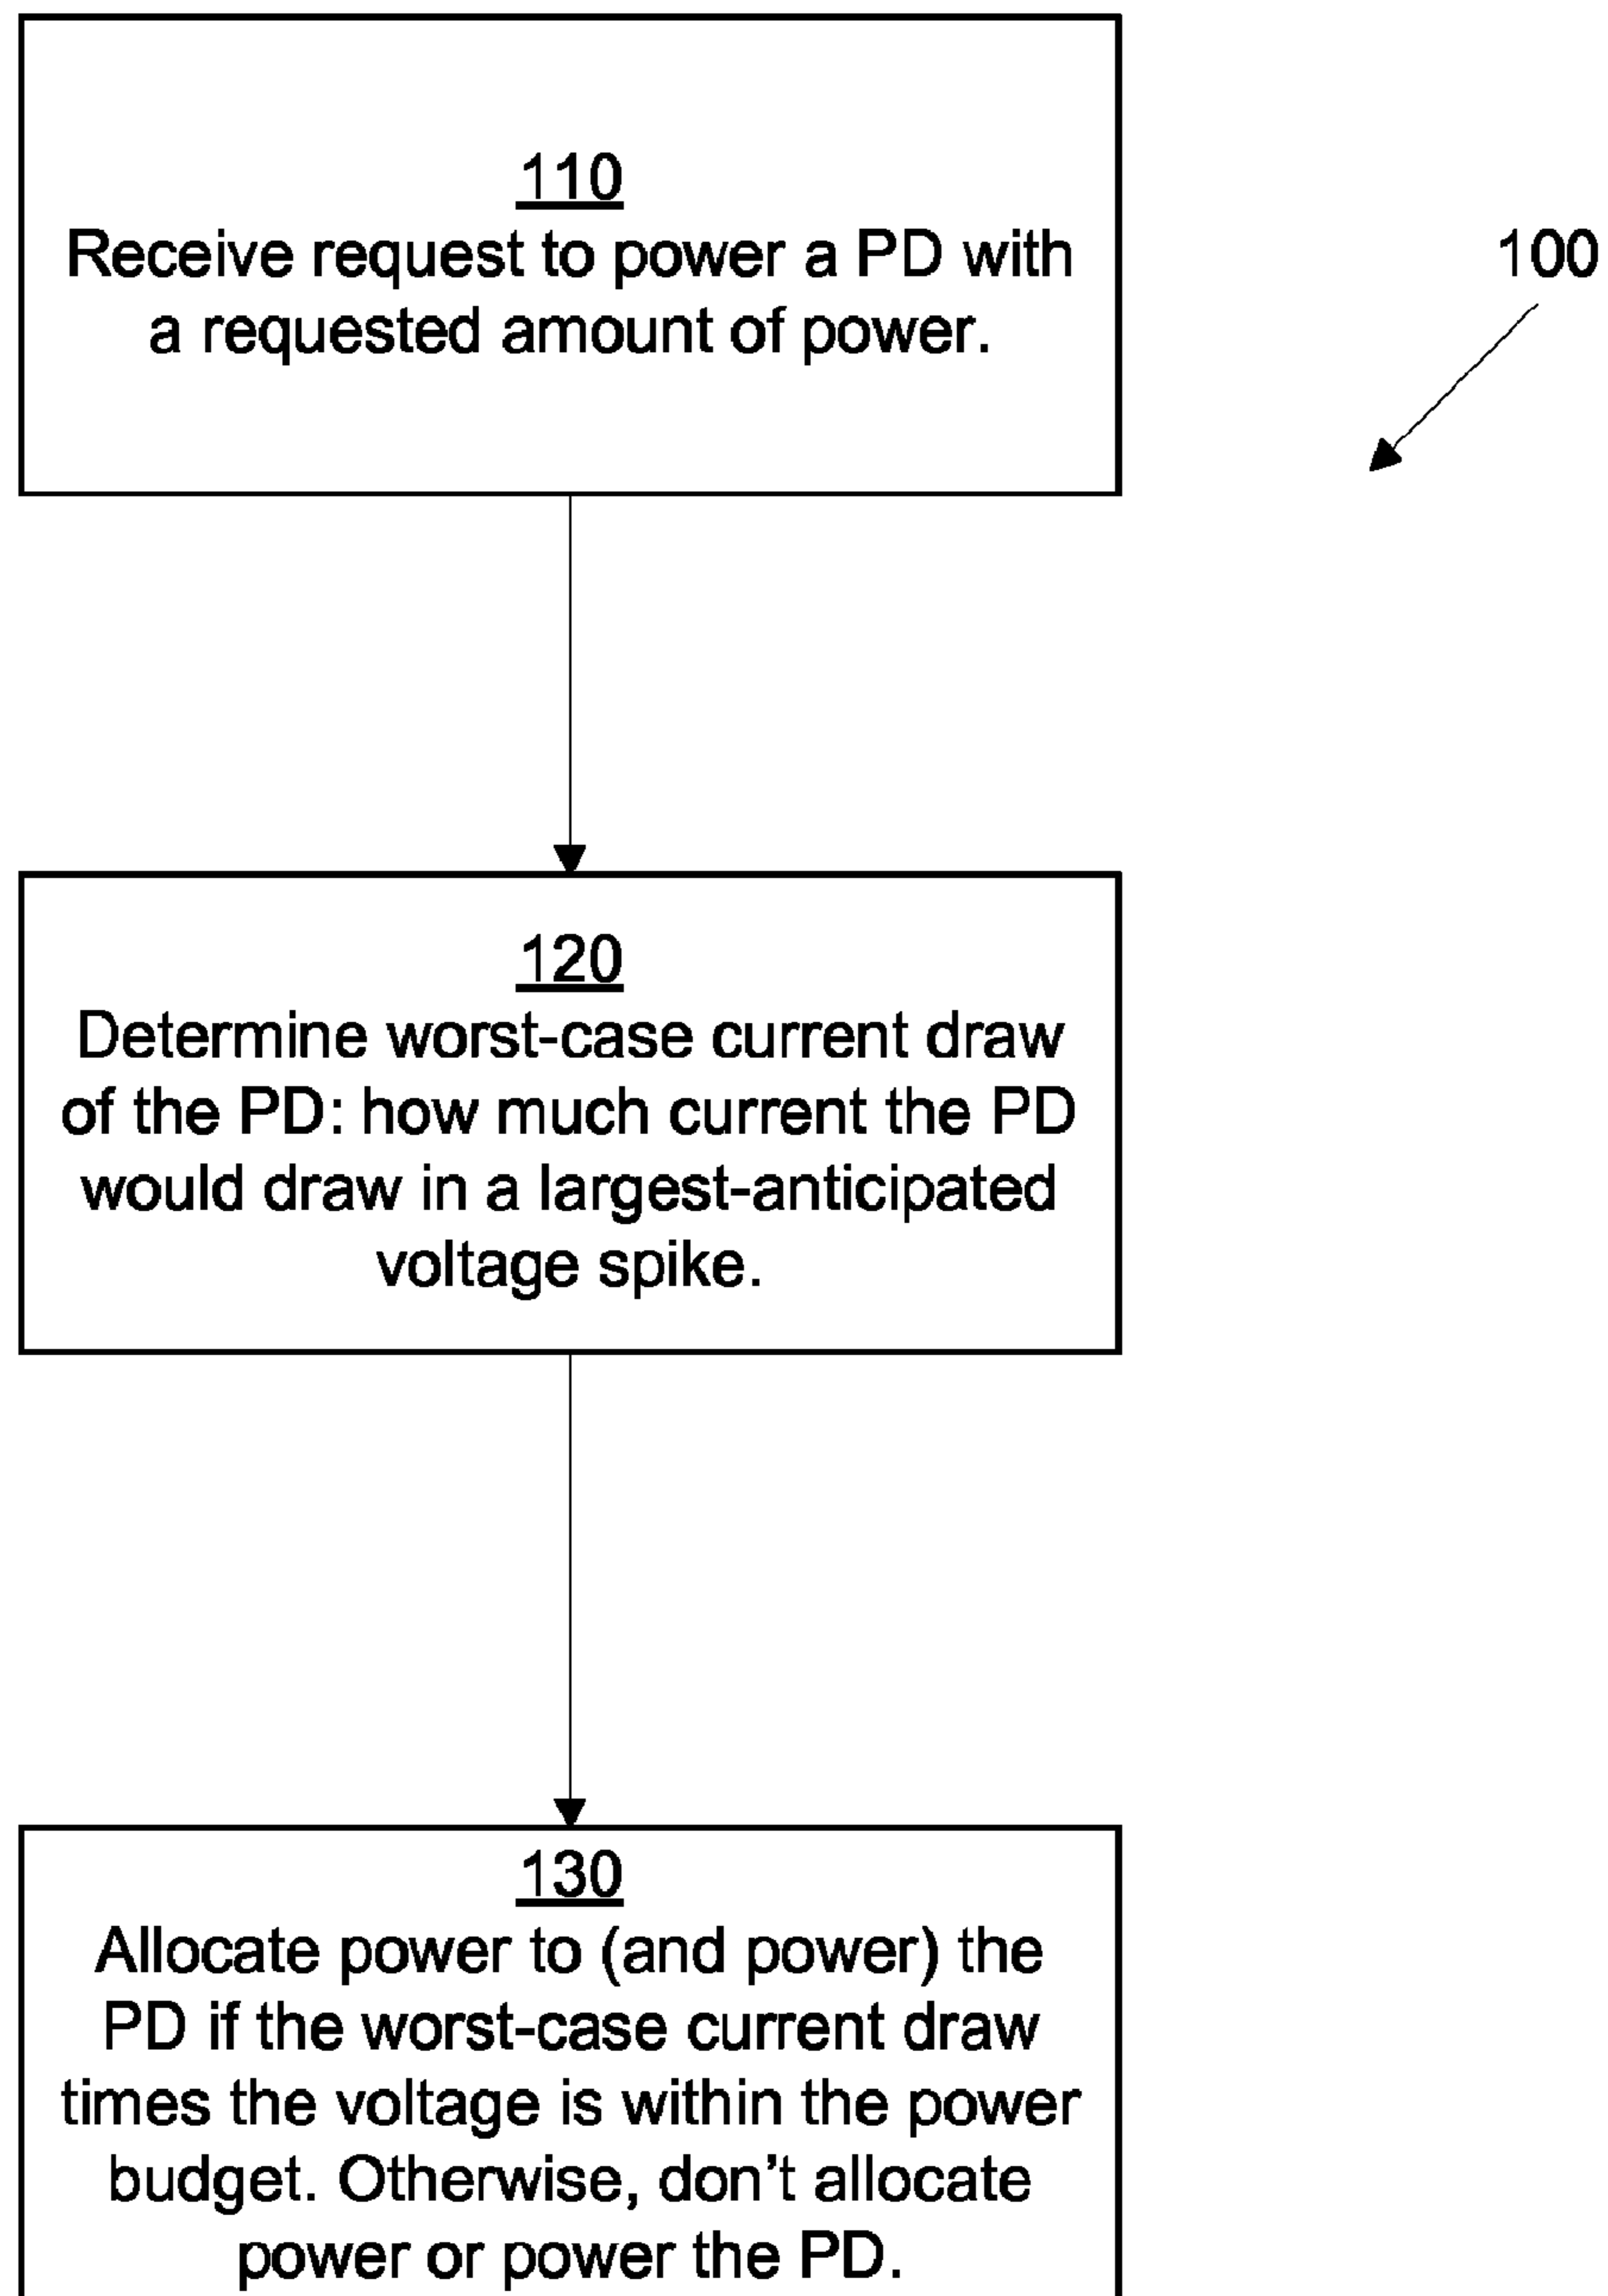 110
Receive request to power a PD with
a requested amount of power.
100
120
Determine worst-case current draw
of the PD: how much current the PD
would draw in a largest-anticipated
voltage spike.
130
Allocate power to (and power) the
PD if the worst-case current draw
times the voltage is within the power
budget. Otherwise, don't allocate
power or power the PD.